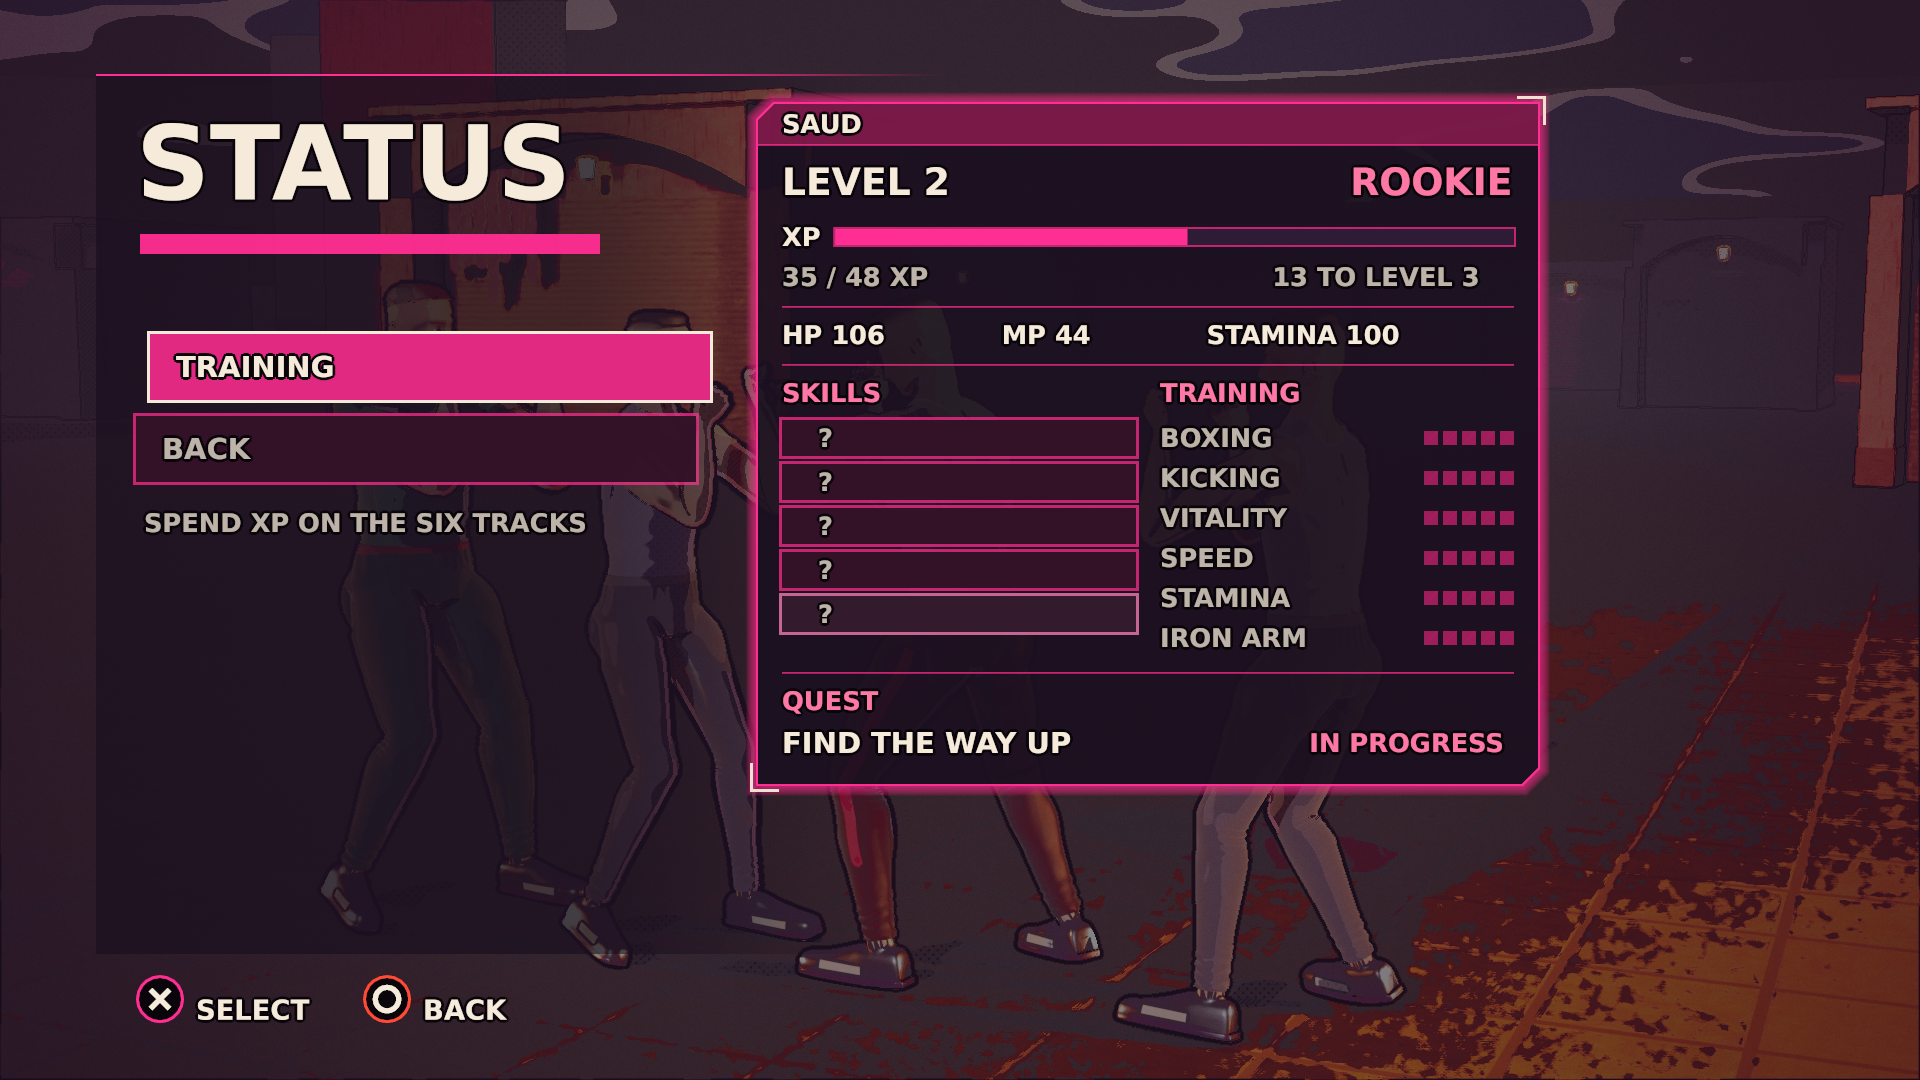 STATUS
TRAINING
BACK
SPEND XP ON THE SIX TRACKS
SAUD
LEVEL 2 ROOKIE
XP
35 / 48 XP 13 TO LEVEL 3
HP 106 MP 44 STAMINA 100
SKILLS
?
?
?
?
?
TRAINING
BOXING
KICKING
VITALITY
SPEED
STAMINA
IRON ARM
QUEST
FIND THE WAY UP IN PROGRESS
SELECT BACK